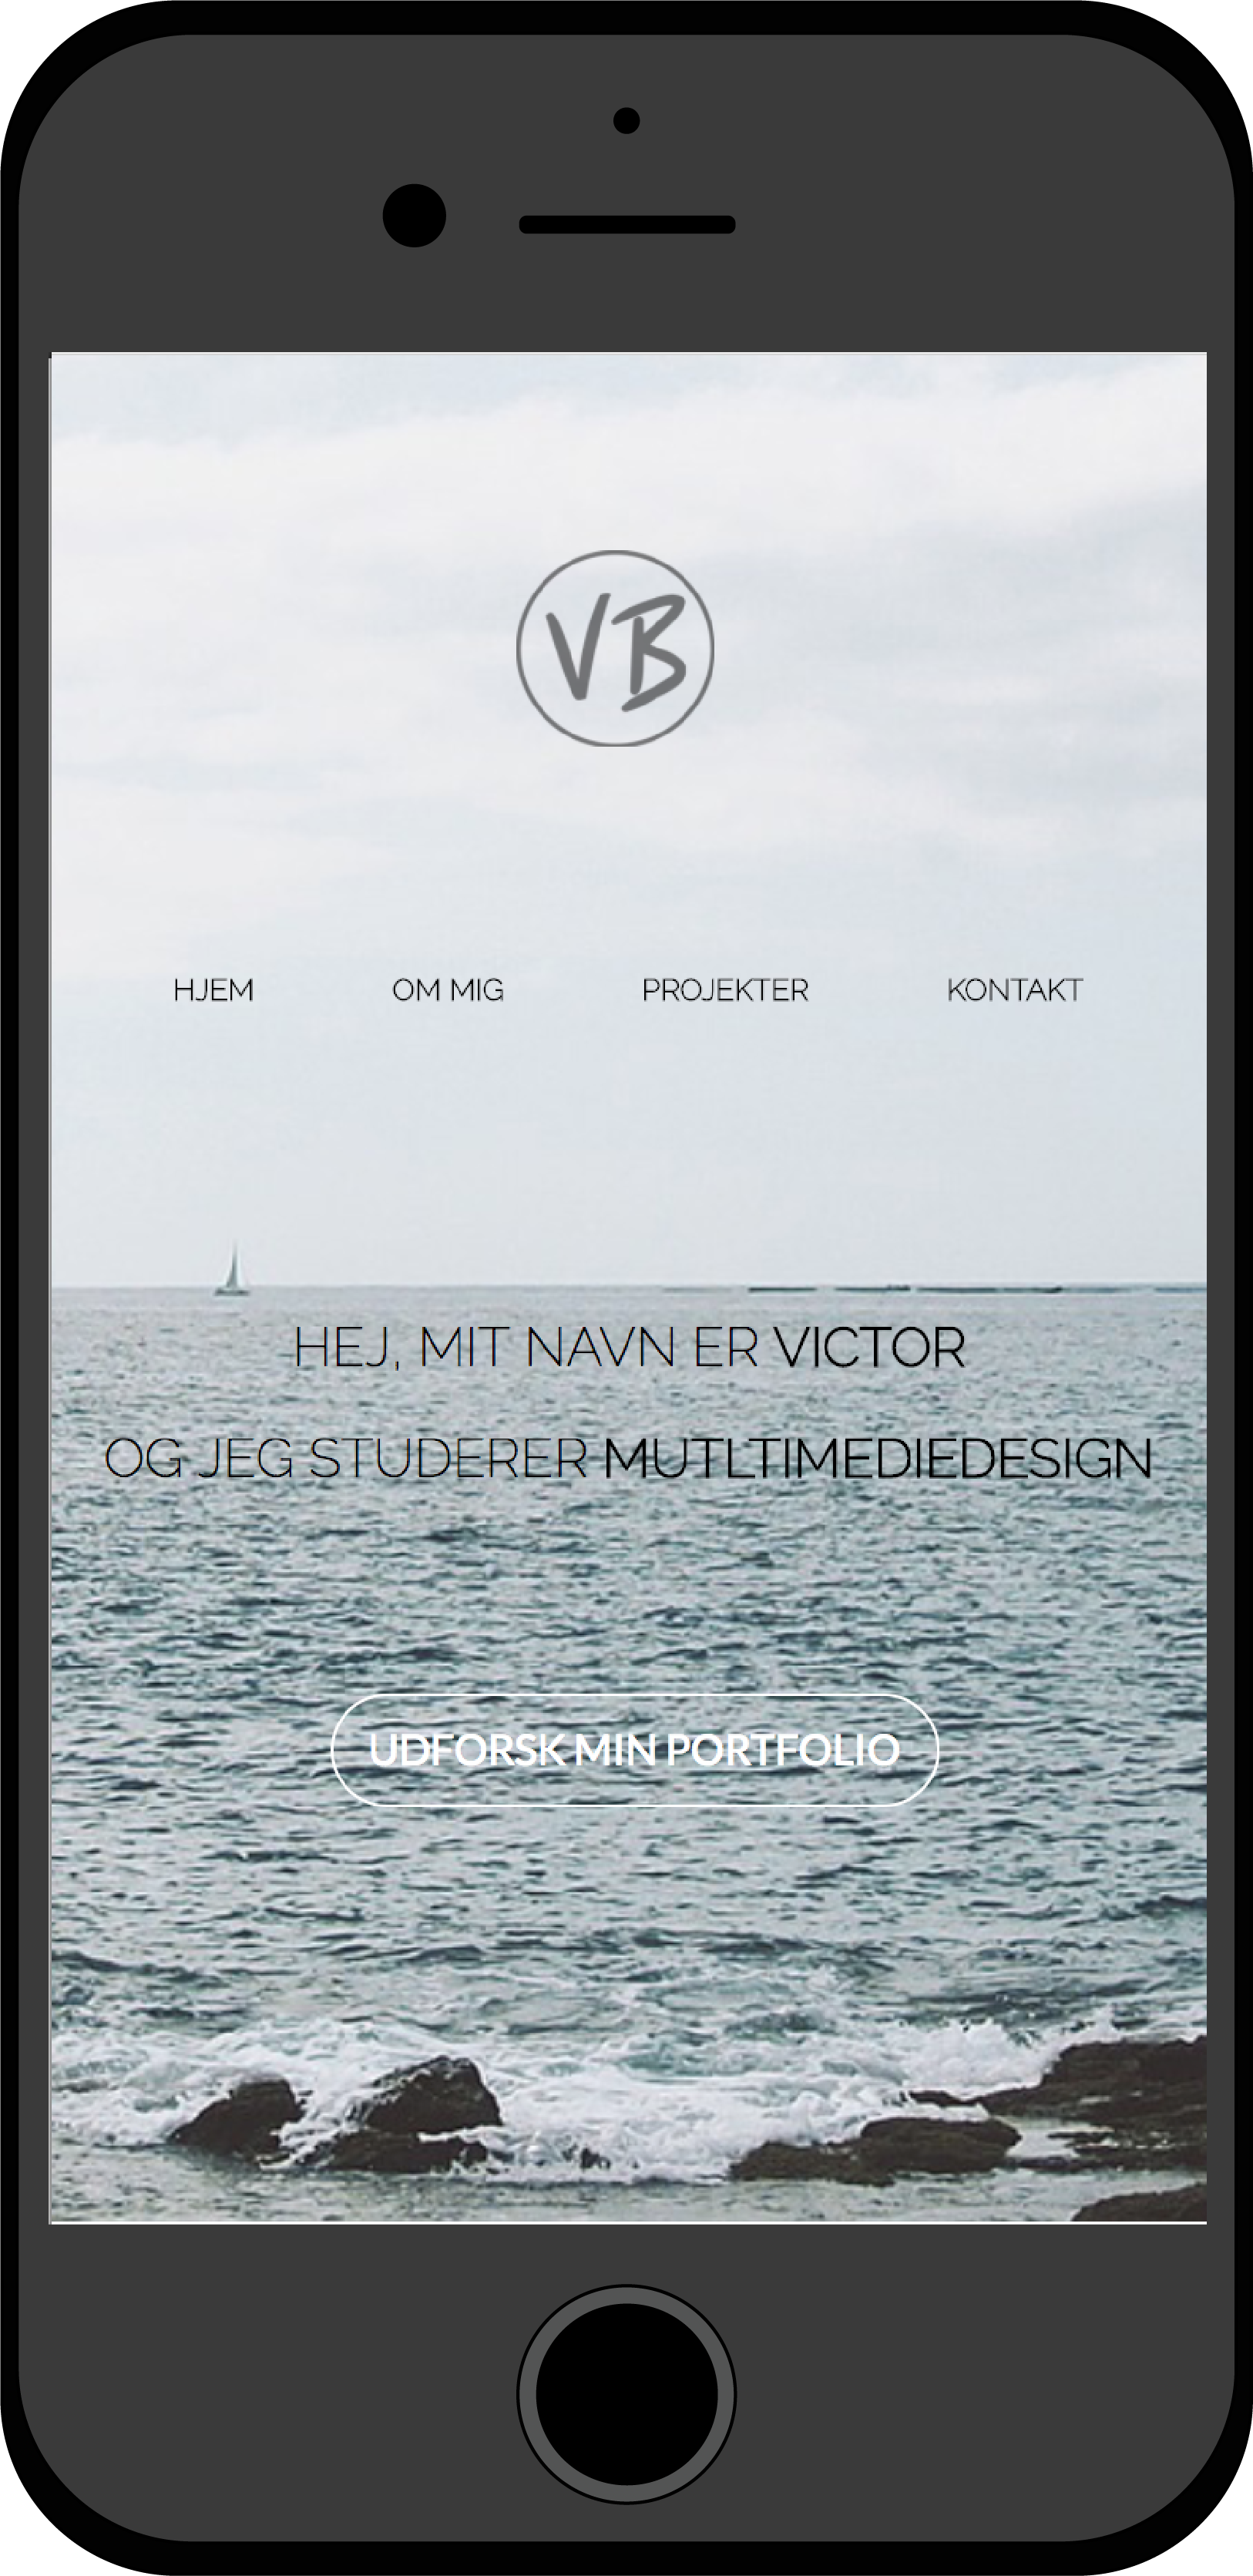 VB
HJEM OM MIG PROJEKTER KONTAKT
HEJ, MIT NAVN ER VICTOR
OG JEG STUDERER MUTLTIMEDIEDESIGN
UDFORSK MIN PORTFOLIO